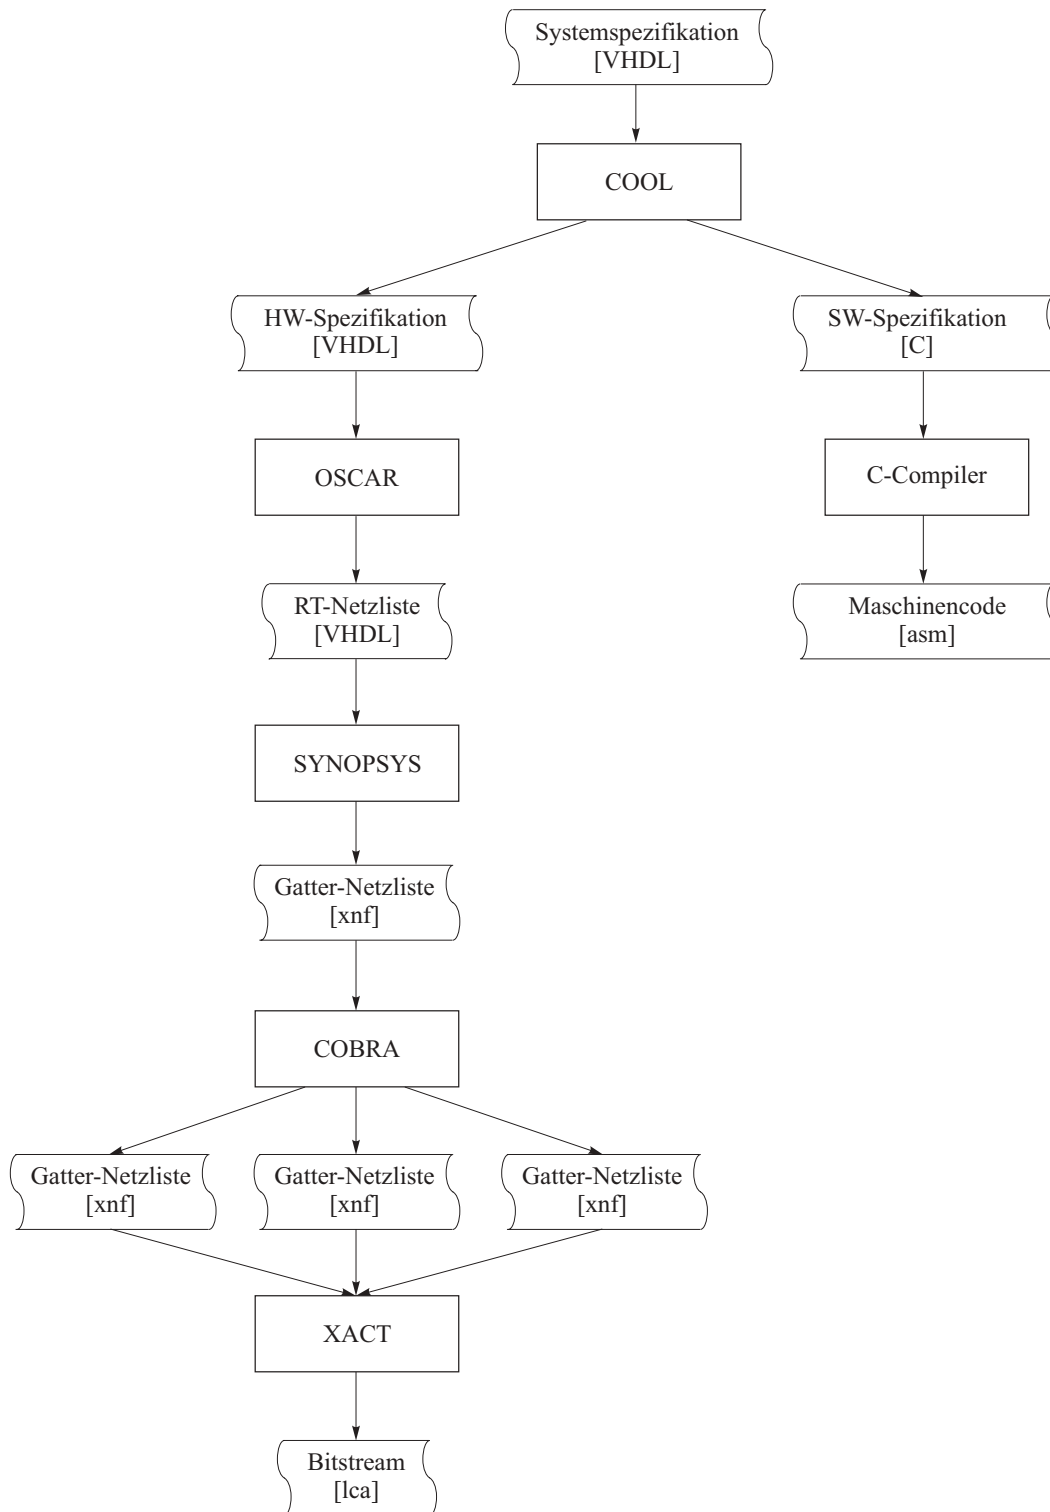 Systemspezifikation
[VHDL]
COOL
HW-Spezifikation
[VHDL]
SW-Spezifikation
[C]
OSCAR
C-Compiler
RT-Netzliste
[VHDL]
Maschinencode
[asm]
SYNOPSYS
Gatter-Netzliste
[xnf]
COBRA
Gatter-Netzliste
[xnf]
Gatter-Netzliste
[xnf]
Gatter-Netzliste
[xnf]
XACT
Bitstream
[lca]